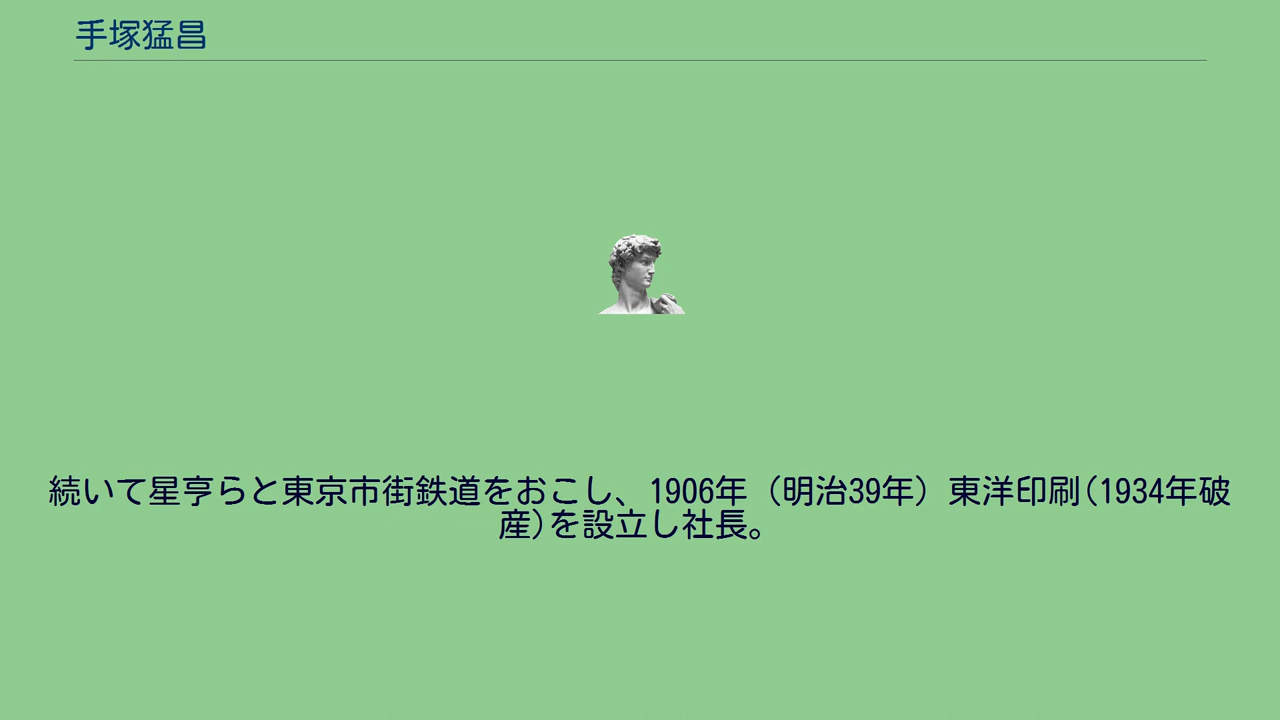 手塚猛昌
続いて星亨らと東京市街鉄道をおこし、1906年（明治39年）東洋印刷(1934年破
産)を設立し社長。